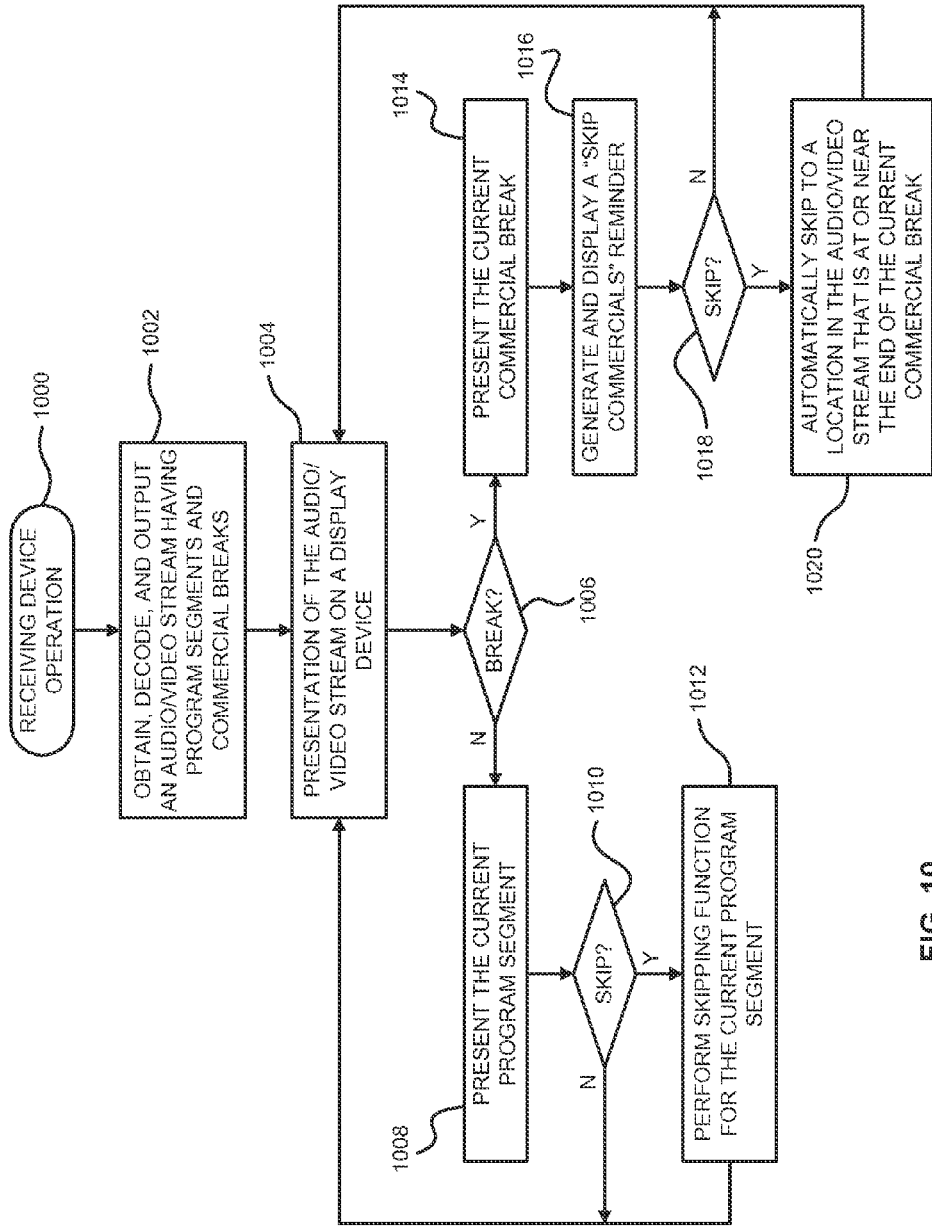 1000
RECEIVING DEVICE
OPERATION
1002
OBTAIN, DECODE, AND OUTPUT
AN AUDIO/VIDEO STREAM HAVING
PROGRAM SEGMENTS AND
COMMERCIAL BREAKS
1004
PRESENTATION OF THE AUDIO/
VIDEO STREAM ON A DISPLAY
DEVICE
N
BREAK?
Y
1006
1008
PRESENT THE CURRENT
PROGRAM SEGMENT
1010
SKIP?
N
Y
1012
PERFORM SKIPPING FUNCTION
FOR THE CURRENT PROGRAM
SEGMENT
1014
PRESENT THE CURRENT
COMMERCIAL BREAK
1016
GENERATE AND DISPLAY A "SKIP
COMMERCIALS" REMINDER
1018
SKIP?
N
Y
1020
AUTOMATICALLY SKIP TO A
LOCATION IN THE AUDIO/VIDEO
STREAM THAT IS AT OR NEAR
THE END OF THE CURRENT
COMMERCIAL BREAK
FIG. 10